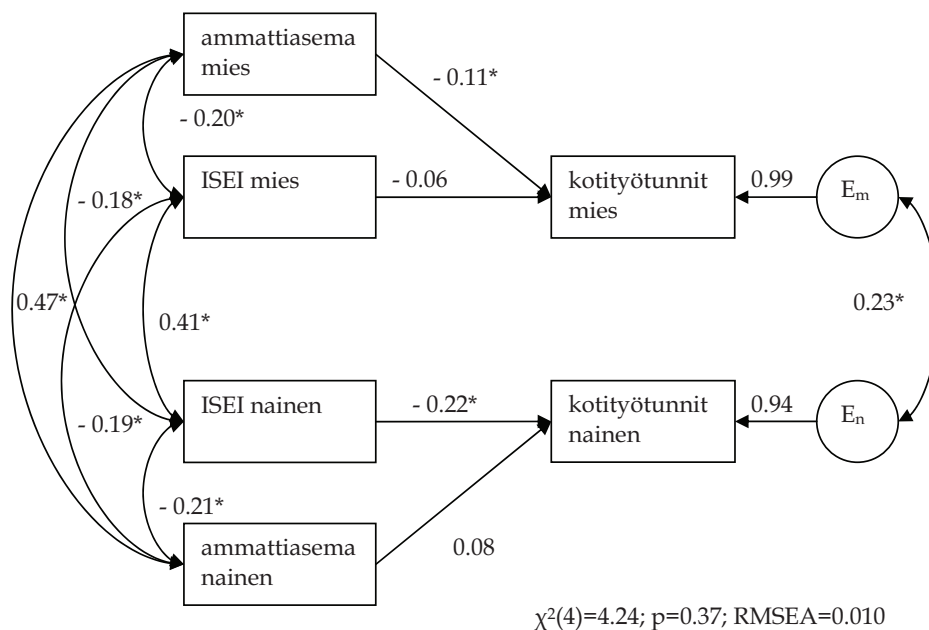 ammattiasema
mies
- 0.11*
- 0.20*
ISEI mies
- 0.06
kotityötunnit
mies
0.99
Em
- 0.18*
0.47*
0.41*
0.23*
ISEI nainen
- 0.22*
kotityötunnit
nainen
0.94
En
- 0.19*
- 0.21*
ammattiasema
nainen
0.08
χ²(4)=4.24; p=0.37; RMSEA=0.010